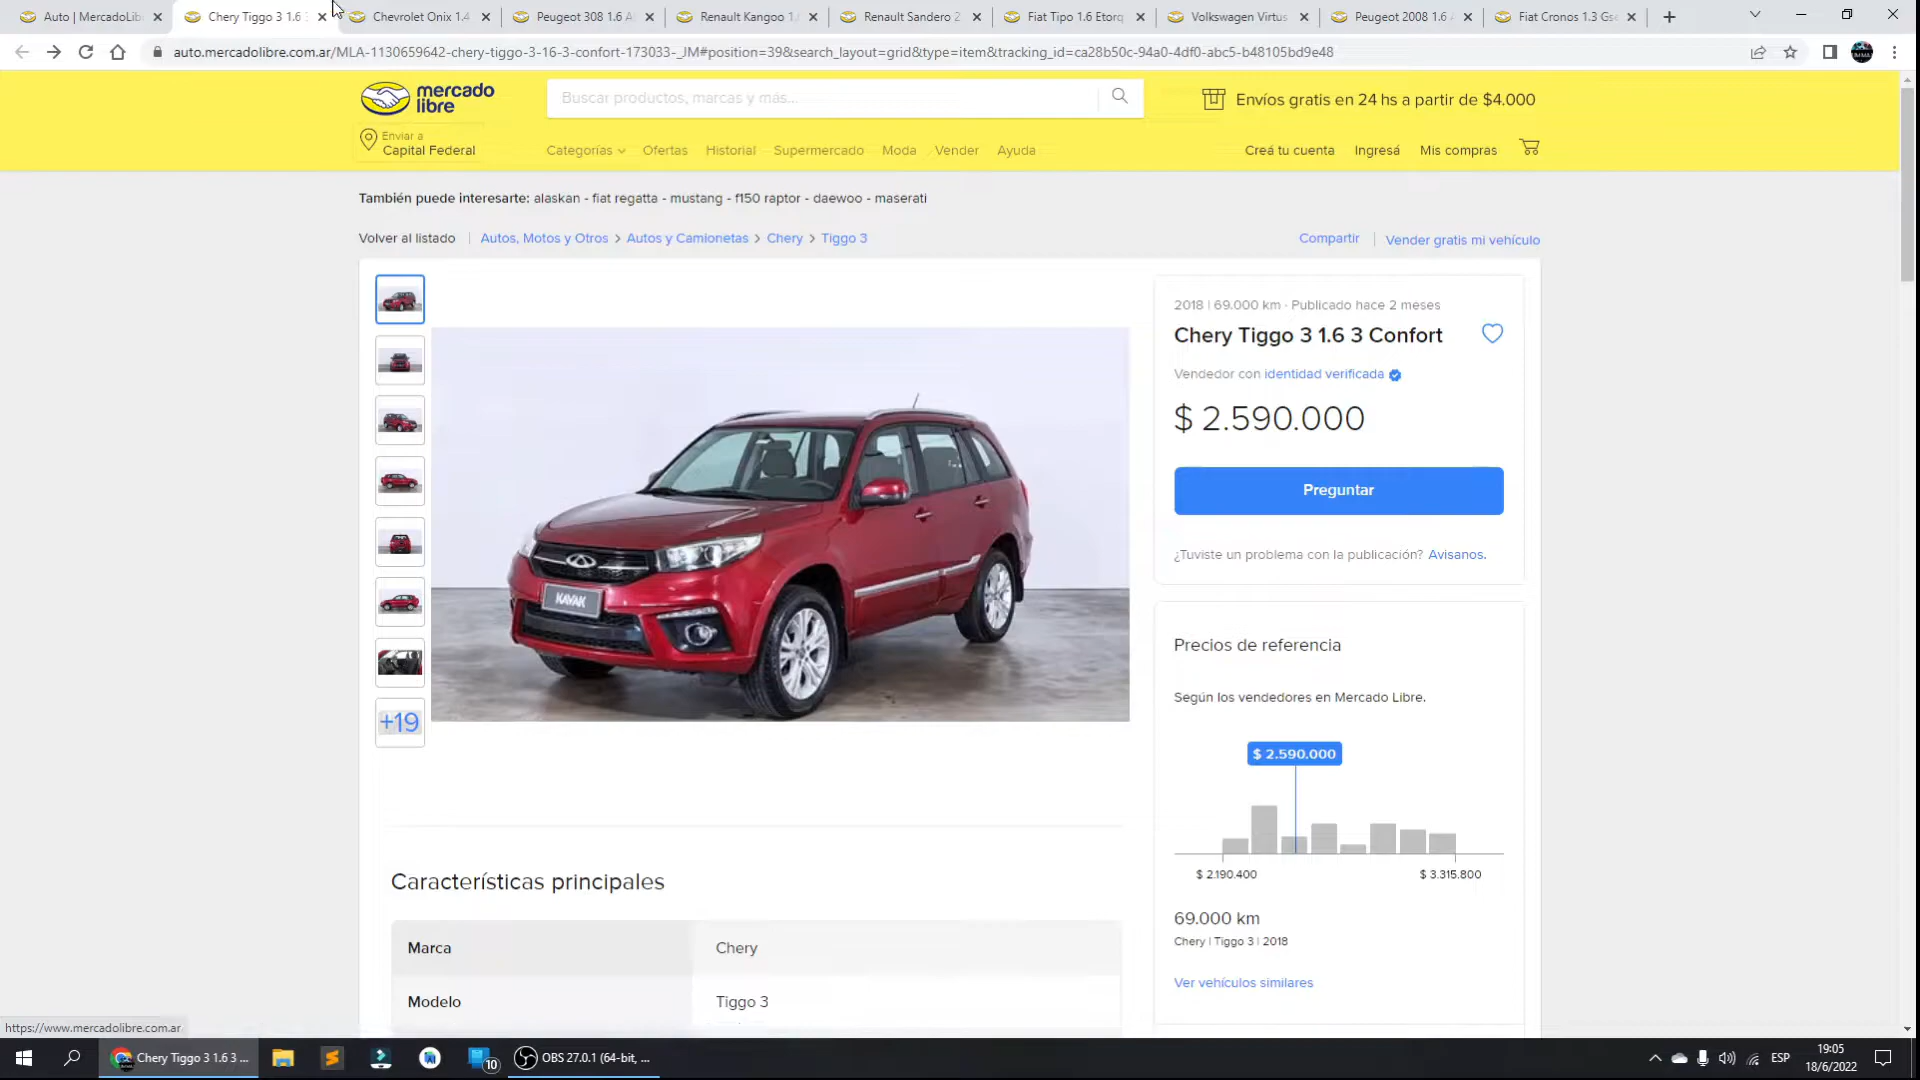 Auto | MercadoLib
Chery Tiggo 3 1.6
Chevrolet Onix 1.4
Peugeot 308 1.6 A
Renault Kangoo 1.
Renault Sandero 2
Fiat Tipo 1.6 Etorq
Volkswagen Virtus
Peugeot 2008 1.6
Fiat Cronos 1.3 Gse
auto.mercadolibre.com.ar/MLA-1130659642-chery-tiggo-3-16-3-confort-173033-_JM#position=39&search_layout=grid&type=item&tracking_id=ca28b50c-94a0-4df0-abc5-b48105bd9e48
mercado
libre
Buscar productos, marcas y más...
Envíos gratis en 24 hs a partir de $4.000
Enviar a
Capital Federal
Categorías Ofertas Historial Supermercado Moda Vender Ayuda
Creá tu cuenta Ingresá Mis compras
También puede interesarte: alaskan - fiat regatta - mustang - f150 raptor - daewoo - maserati
Volver al listado | Autos, Motos y Otros > Autos y Camionetas > Chery > Tiggo 3
Compartir | Vender gratis mi vehículo
2018 | 69.000 km · Publicado hace 2 meses
Chery Tiggo 3 1.6 3 Confort
Vendedor con identidad verificada
$ 2.590.000
Preguntar
¿Tuviste un problema con la publicación? Avisanos.
KAVAK
+19
Precios de referencia
Según los vendedores en Mercado Libre.
$ 2.590.000
$ 2.190.400
$ 3.315.800
69.000 km
Chery | Tiggo 3 | 2018
Ver vehículos similares
Características principales
Marca Chery
Modelo Tiggo 3
https://www.mercadolibre.com.ar
Chery Tiggo 3 1.6 3 ...
10
OBS 27.0.1 (64-bit, ...
ESP
19:05
18/6/2022